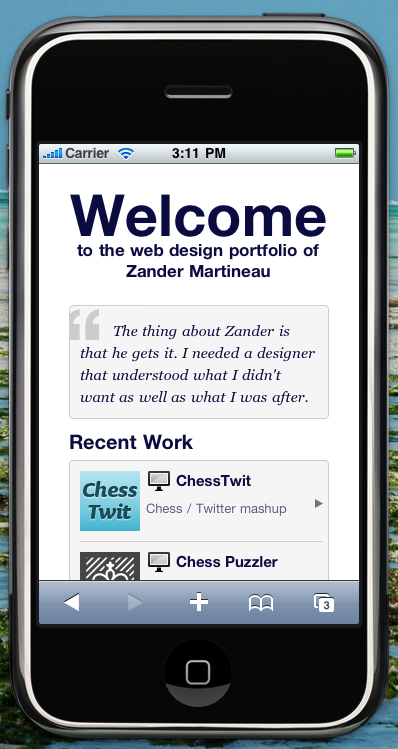 Carrier 3:11 PM
Welcome
to the web design portfolio of
Zander Martineau
“ The thing about Zander is
that he gets it. I needed a designer
that understood what I didn't
want as well as what I was after.
Recent Work
Chess
Twit
ChessTwit
Chess / Twitter mashup
Chess Puzzler
3